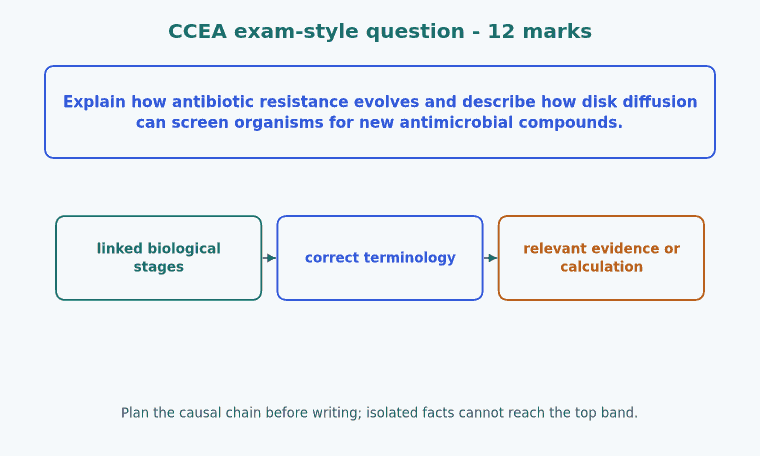 CCEA exam-style question - 12 marks
Explain how antibiotic resistance evolves and describe how disk diffusion
can screen organisms for new antimicrobial compounds.
linked biological
stages
correct terminology
relevant evidence or
calculation
Plan the causal chain before writing; isolated facts cannot reach the top band.